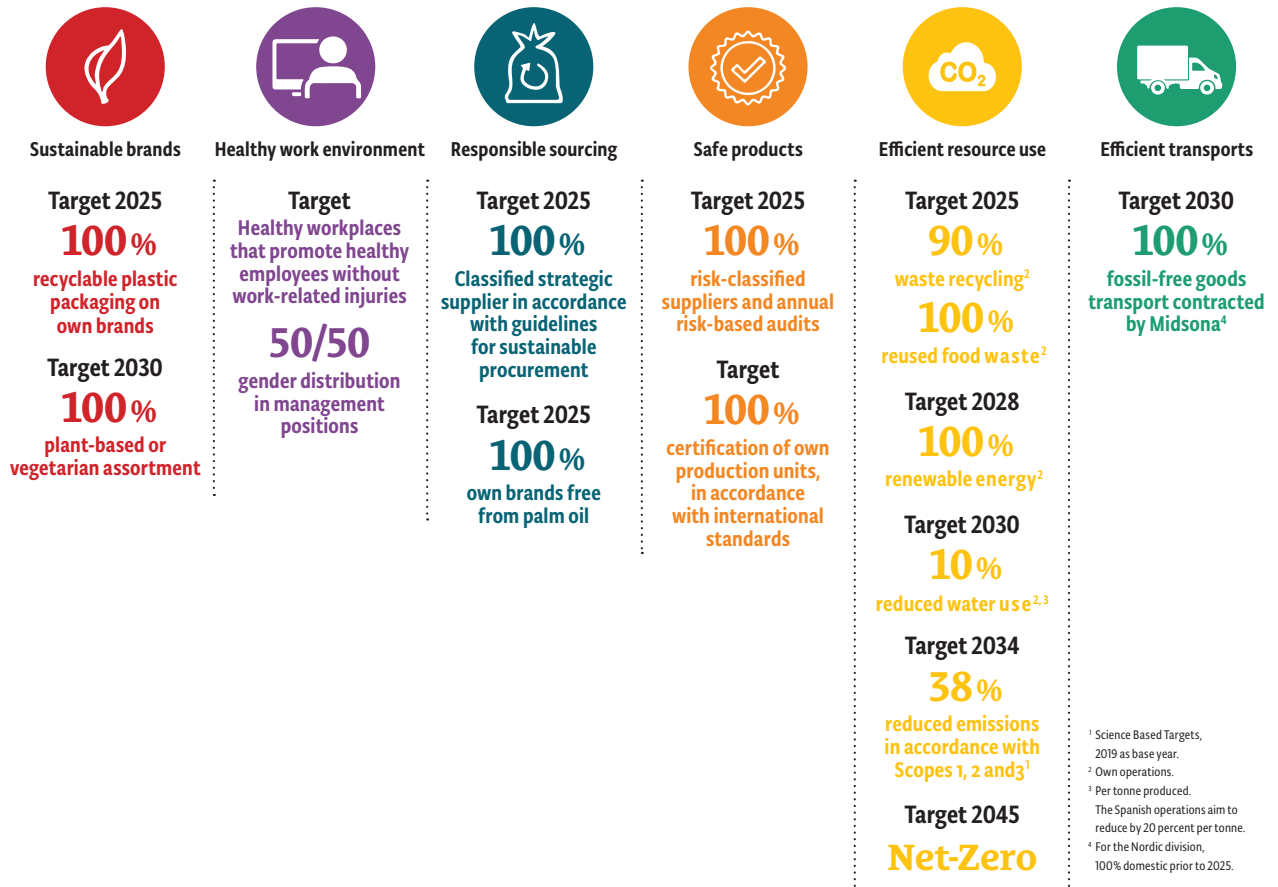 CO₂
Sustainable brands
Target 2025
100 %
recyclable plastic
packaging on
own brands
Target 2030
100 %
plant-based or
vegetarian assortment
Healthy work environment
Target
Healthy workplaces
that promote healthy
employees without
work-related injuries
50/50
gender distribution
in management
positions
Responsible sourcing
Target 2025
100 %
Classified strategic
supplier in accordance
with guidelines
for sustainable
procurement
Target 2025
100 %
own brands free
from palm oil
Safe products
Target 2025
100 %
risk-classified
suppliers and annual
risk-based audits
Target
100 %
certification of own
production units,
in accordance
with international
standards
Efficient resource use
Target 2025
90 %
waste recycling²
100 %
reused food waste²
Target 2028
100 %
renewable energy²
Target 2030
10 %
reduced water use²,³
Target 2034
38 %
reduced emissions
in accordance with
Scopes 1, 2 and3¹
Target 2045
Net-Zero
Efficient transports
Target 2030
100 %
fossil-free goods
transport contracted
by Midsona⁴
¹ Science Based Targets,
2019 as base year.
² Own operations.
³ Per tonne produced.
The Spanish operations aim to
reduce by 20 percent per tonne.
⁴ For the Nordic division,
100% domestic prior to 2025.